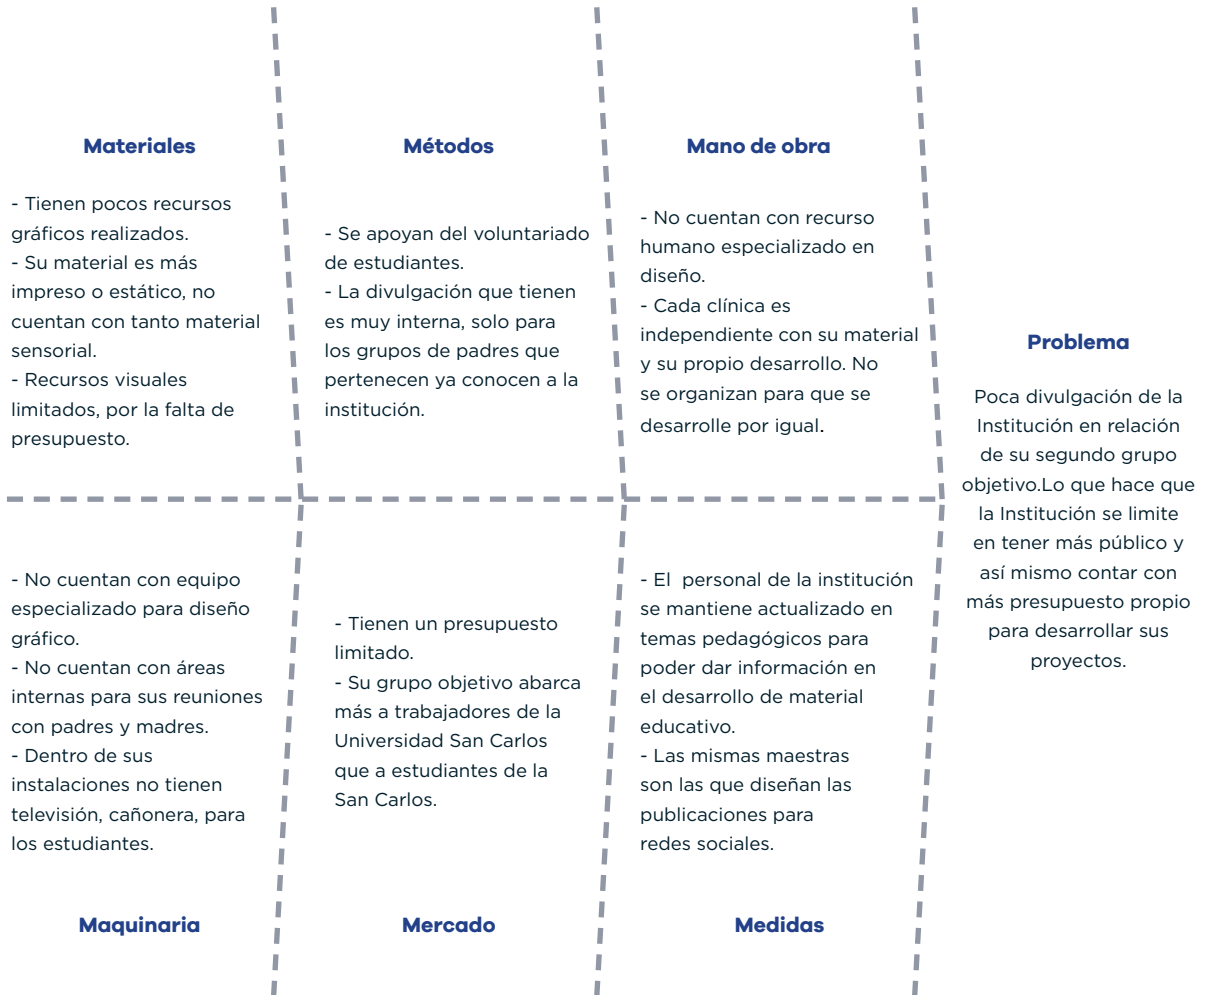 Materiales
- Tienen pocos recursos
gráficos realizados.
- Su material es más
impreso o estático, no
cuentan con tanto material
sensorial.
- Recursos visuales
limitados, por la falta de
presupuesto.
Métodos
- Se apoyan del voluntariado
de estudiantes.
- La divulgación que tienen
es muy interna, solo para
los grupos de padres que
pertenecen ya conocen a la
institución.
Mano de obra
- No cuentan con recurso
humano especializado en
diseño.
- Cada clínica es
independiente con su material
y su propio desarrollo. No
se organizan para que se
desarrolle por igual.
Problema
Poca divulgación de la
Institución en relación
de su segundo grupo
objetivo.Lo que hace que
la Institución se limite
en tener más público y
así mismo contar con
más presupuesto propio
para desarrollar sus
proyectos.
- No cuentan con equipo
especializado para diseño
gráfico.
- No cuentan con áreas
internas para sus reuniones
con padres y madres.
- Dentro de sus
instalaciones no tienen
televisión, cañonera, para
los estudiantes.
Maquinaria
- Tienen un presupuesto
limitado.
- Su grupo objetivo abarca
más a trabajadores de la
Universidad San Carlos
que a estudiantes de la
San Carlos.
Mercado
- El  personal de la institución
se mantiene actualizado en
temas pedagógicos para
poder dar información en
el desarrollo de material
educativo.
- Las mismas maestras
son las que diseñan las
publicaciones para
redes sociales.
Medidas